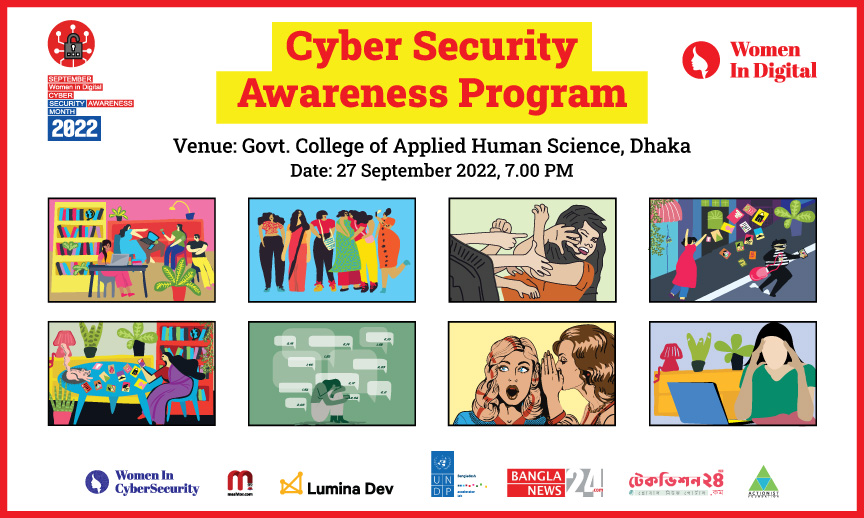 SEPTEMBER
Women in Digital
CYBER
SECURITY AWARENESS
MONTH
2022
Cyber Security
Awareness Program
Women
In Digital
Venue: Govt. College of Applied Human Science, Dhaka
Date: 27 September 2022, 7.00 PM
Women In
CyberSecurity
m
Lumina Dev
U N
D P
BANGLA
NEWS
24
.com
টেকভিশন২৪
ACTIONIST
FOUNDATION